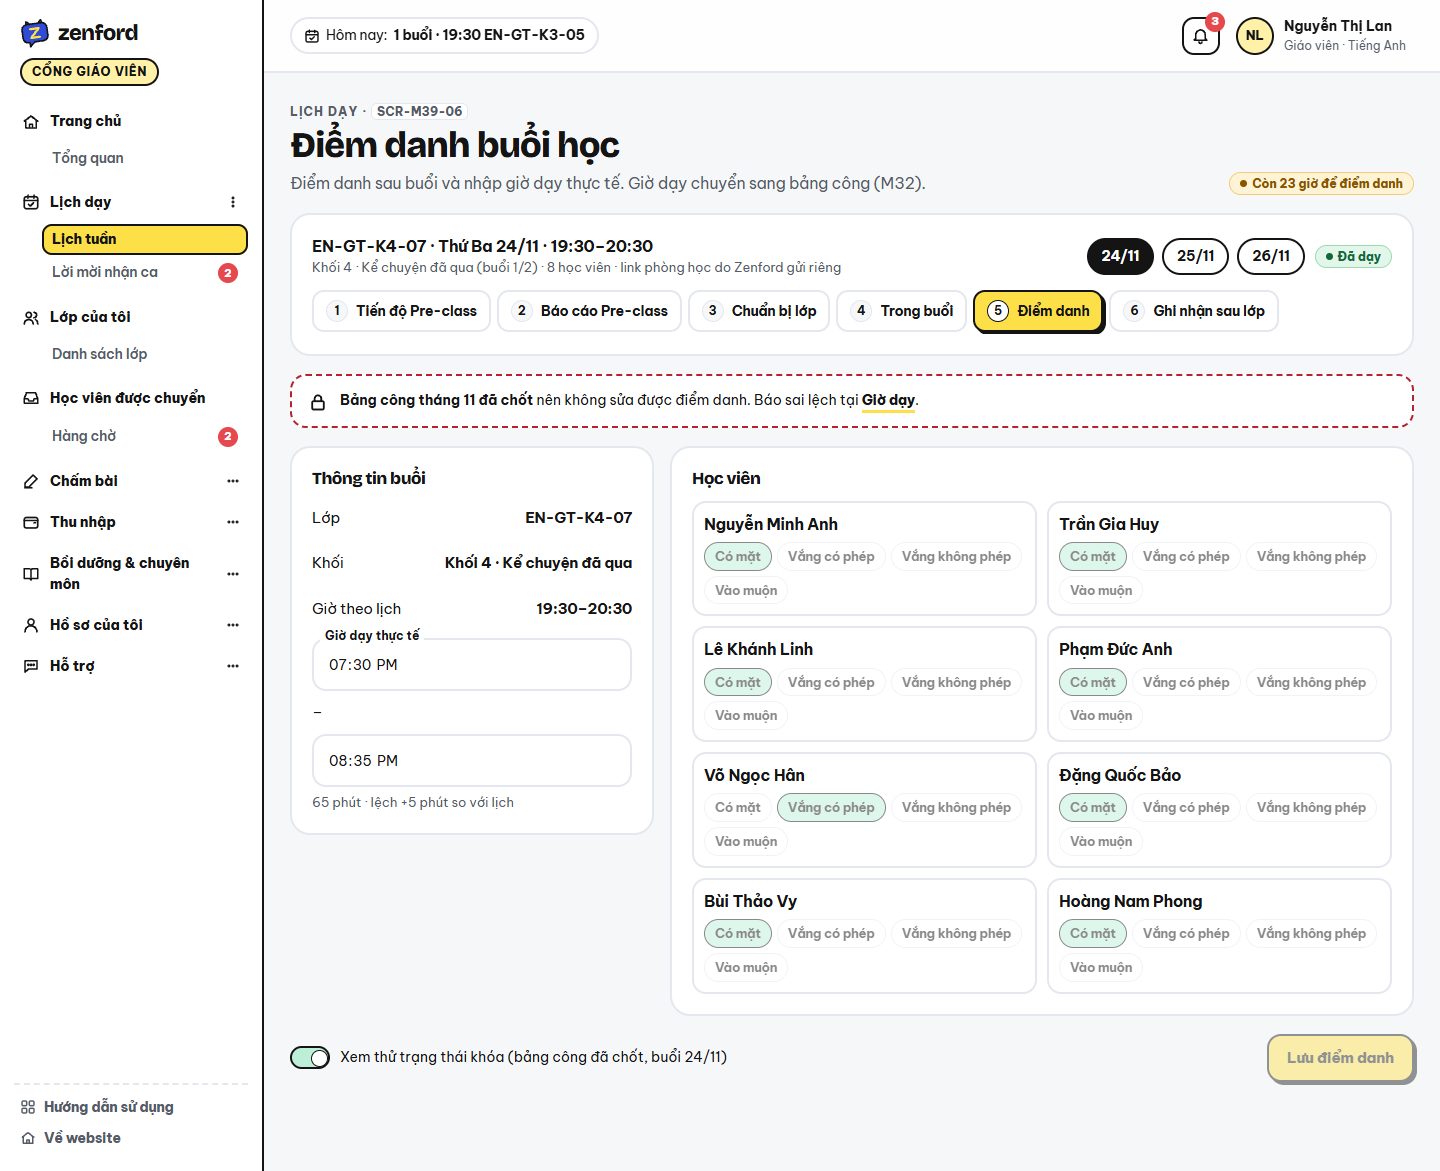 zenford
CỔNG GIÁO VIÊN
Trang chủ
Tổng quan
Lịch dạy
Lịch tuần
Lời mời nhận ca
2
Lớp của tôi
Danh sách lớp
Học viên được chuyển
Hàng chờ
2
Chấm bài
Thu nhập
Bồi dưỡng & chuyên
môn
Hồ sơ của tôi
Hỗ trợ
Hướng dẫn sử dụng
Về website
Hôm nay: 1 buổi · 19:30 EN-GT-K3-05
3
NL
Nguyễn Thị Lan
Giáo viên · Tiếng Anh
LỊCH DẠY · SCR-M39-06
Điểm danh buổi học
Điểm danh sau buổi và nhập giờ dạy thực tế. Giờ dạy chuyển sang bảng công (M32).
Còn 23 giờ để điểm danh
EN-GT-K4-07 · Thứ Ba 24/11 · 19:30–20:30
Khối 4 · Kể chuyện đã qua (buổi 1/2) · 8 học viên · link phòng học do Zenford gửi riêng
24/11
25/11
26/11
Đã dạy
1 Tiến độ Pre-class
2 Báo cáo Pre-class
3 Chuẩn bị lớp
4 Trong buổi
5 Điểm danh
6 Ghi nhận sau lớp
Bảng công tháng 11 đã chốt nên không sửa được điểm danh. Báo sai lệch tại Giờ dạy.
Thông tin buổi
Lớp EN-GT-K4-07
Khối Khối 4 · Kể chuyện đã qua
Giờ theo lịch 19:30–20:30
Giờ dạy thực tế
07:30 PM
–
08:35 PM
65 phút · lệch +5 phút so với lịch
Học viên
Nguyễn Minh Anh
Có mặt Vắng có phép Vắng không phép
Vào muộn
Trần Gia Huy
Có mặt Vắng có phép Vắng không phép
Vào muộn
Lê Khánh Linh
Có mặt Vắng có phép Vắng không phép
Vào muộn
Phạm Đức Anh
Có mặt Vắng có phép Vắng không phép
Vào muộn
Võ Ngọc Hân
Có mặt Vắng có phép Vắng không phép
Vào muộn
Đặng Quốc Bảo
Có mặt Vắng có phép Vắng không phép
Vào muộn
Bùi Thảo Vy
Có mặt Vắng có phép Vắng không phép
Vào muộn
Hoàng Nam Phong
Có mặt Vắng có phép Vắng không phép
Vào muộn
Xem thử trạng thái khóa (bảng công đã chốt, buổi 24/11)
Lưu điểm danh